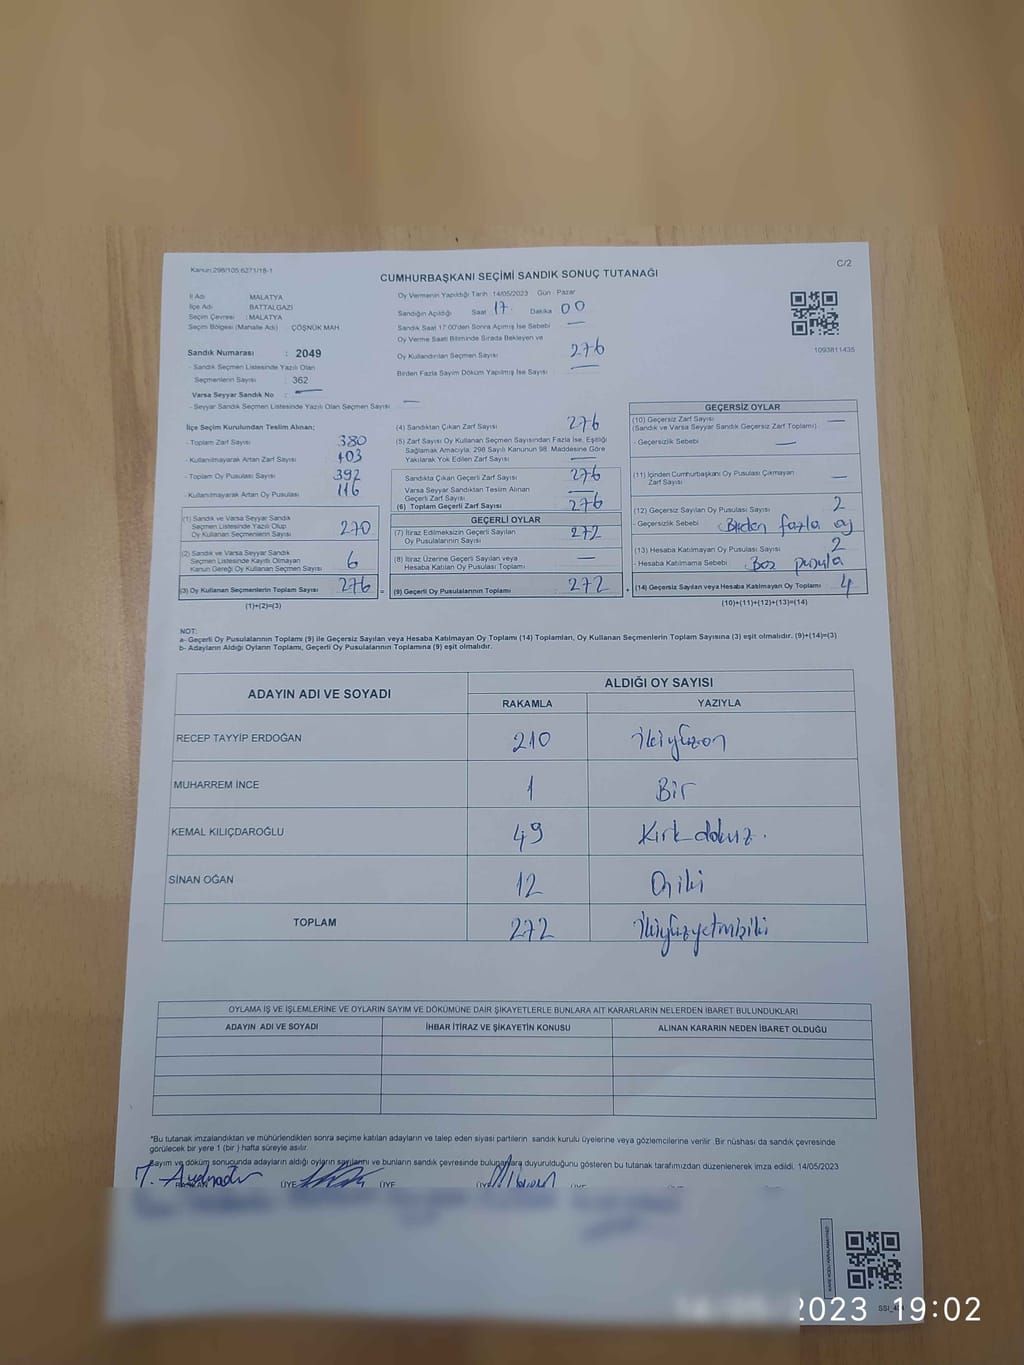 Kanun:298/105;6271/18-1
C/2
CUMHURBAŞKANI SEÇİMİ SANDIK SONUÇ TUTANAĞI
İl Adı : MALATYA
İlçe Adı : BATTALGAZİ
Seçim Çevresi : MALATYA
Seçim Bölgesi (Mahalle Adı) : ÇÖŞNÜK MAH
Sandık Numarası : 2049
- Sandık Seçmen Listesinde Yazılı Olan
Seçmenlerin Sayısı : 362
Varsa Seyyar Sandık No :
- Seyyar Sandık Seçmen Listesinde Yazılı Olan Seçmen Sayısı :
Oy Vermenin Yapıldığı Tarih :14/05/2023 Gün : Pazar
Sandığın Açıldığı Saat : 17 Dakika : 00
Sandık Saat 17:00'den Sonra Açılmış İse Sebebi :
Oy Verme Saati Bitiminde Sırada Bekleyen ve
Oy Kullandırılan Seçmen Sayısı : 276
Birden Fazla Sayım Döküm Yapılmış İse Sayısı :
1093811435
İlçe Seçim Kurulundan Teslim Alınan;
- Toplam Zarf Sayısı : 380
- Kullanılmayarak Artan Zarf Sayısı : 103
- Toplam Oy Pusulası Sayısı : 392
- Kullanılmayarak Artan Oy Pusulası : 116
(1) Sandık ve Varsa Seyyar Sandık
Seçmen Listesinde Yazılı Olup
Oy Kullanan Seçmenlerin Sayısı : 270
(2) Sandık ve Varsa Seyyar Sandık
Seçmen Listesinde Kayıtlı Olmayan
Kanun Gereği Oy Kullanan Seçmen Sayısı : 6
(3) Oy Kullanan Seçmenlerin Toplam Sayısı : 276
(1)+(2)=(3)
(4) Sandıktan Çıkan Zarf Sayısı : 276
(5) Zarf Sayısı Oy Kullanan Seçmen Sayısından Fazla İse, Eşitliği
Sağlamak Amacıyla; 298 Sayılı Kanunun 98. Maddesine Göre
Yakılarak Yok Edilen Zarf Sayısı :
Sandıkta Çıkan Geçerli Zarf Sayısı : 276
Varsa Seyyar Sandıktan Teslim Alınan
Geçerli Zarf Sayısı :
(6) Toplam Geçerli Zarf Sayısı : 276
GEÇERLİ OYLAR
(7) İtiraz Edilmeksizin Geçerli Sayılan
Oy Pusulalarının Sayısı : 272
(8) İtiraz Üzerine Geçerli Sayılan veya
Hesaba Katılan Oy Pusulası Toplamı :
(9) Geçerli Oy Pusulalarının Toplamı : 272
GEÇERSİZ OYLAR
(10) Geçersiz Zarf Sayısı :
(Sandık ve Varsa Seyyar Sandık Geçersiz Zarf Toplamı)
- Geçersizlik Sebebi :
(11) İçinden Cumhurbaşkanı Oy Pusulası Çıkmayan
Zarf Sayısı :
(12) Geçersiz Sayılan Oy Pusulası Sayısı : 2
- Geçersizlik Sebebi : Birden fazla oy
(13) Hesaba Katılmayan Oy Pusulası Sayısı : 2
- Hesaba Katılmama Sebebi : Boş pusula
(14) Geçersiz Sayılan veya Hesaba Katılmayan Oy Toplamı : 4
(10)+(11)+(12)+(13)=(14)
NOT:
a- Geçerli Oy Pusulalarının Toplamı (9) ile Geçersiz Sayılan veya Hesaba Katılmayan Oy Toplamı (14) Toplamları, Oy Kullanan Seçmenlerin Toplam Sayısına (3) eşit olmalıdır. (9)+(14)=(3)
b- Adayların Aldığı Oyların Toplamı, Geçerli Oy Pusulalarının Toplamına (9) eşit olmalıdır.
ADAYIN ADI VE SOYADI ALDIĞI OY SAYISI
RAKAMLA YAZIYLA
RECEP TAYYİP ERDOĞAN 210 İkiyüzon
MUHARREM İNCE 1 Bir
KEMAL KILIÇDAROĞLU 49 Kırkdokuz.
SİNAN OĞAN 12 Oniki
TOPLAM 272 İkiyüzyetmişiki
OYLAMA İŞ VE İŞLEMLERİNE VE OYLARIN SAYIM VE DÖKÜMÜNE DAİR ŞİKAYETLERLE BUNLARA AİT KARARLARIN NELERDEN İBARET BULUNDUKLARI
ADAYIN ADI VE SOYADI İHBAR İTİRAZ VE ŞİKAYETİN KONUSU ALINAN KARARIN NEDEN İBARET OLDUĞU
*Bu tutanak imzalandıktan ve mühürlendikten sonra seçime katılan adayların ve talep eden siyasi partilerin sandık kurulu üyelerine veya gözlemcilerine verilir. Bir nüshası da sandık çevresinde
görülecek bir yere 1 (bir) hafta süreyle asılır.
Sayım ve döküm sonucunda adayların aldığı oyların sayılarını ve bunların sandık çevresinde bulunanlara duyurulduğunu gösteren bu tutanak tarafımızdan düzenlenerek imza edildi. 14/05/2023
BAŞKAN ÜYE ÜYE ÜYE ÜYE
2023 19:02